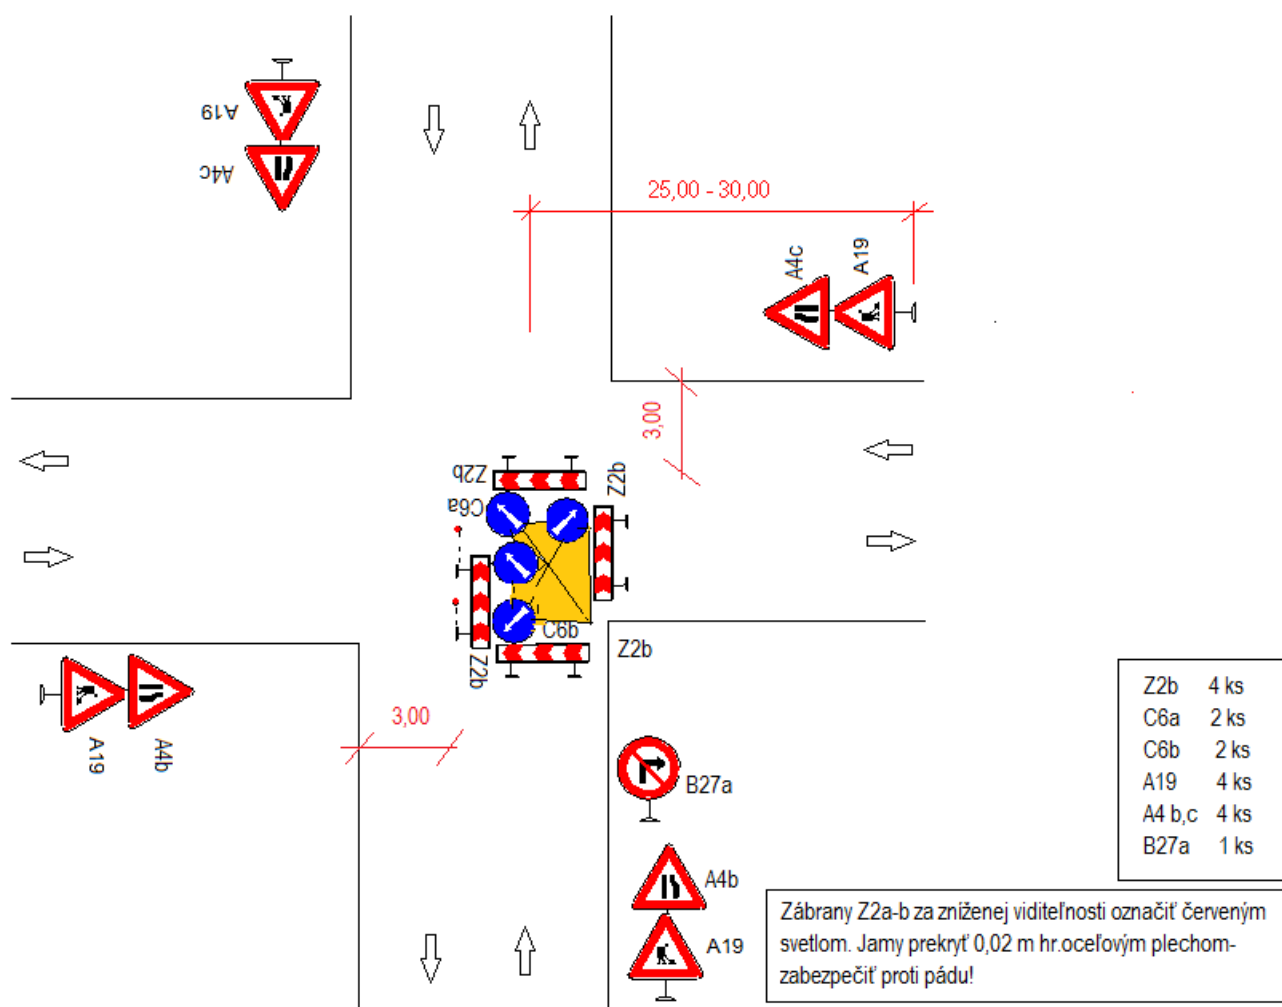 A19
A4c
25,00 - 30,00
A4c
A19
3,00
Z2b
Z2b
C6a
C6b
Z2b
Z2b
3,00
A19
A4b
B27a
A4b
A19
Z2b 4 ks
C6a 2 ks
C6b 2 ks
A19 4 ks
A4 b,c 4 ks
B27a 1 ks
Zábrany Z2a-b za zníženej viditeľnosti označiť červeným
svetlom. Jamy prekryť 0,02 m hr.oceľovým plechom-
zabezpečiť proti pádu!